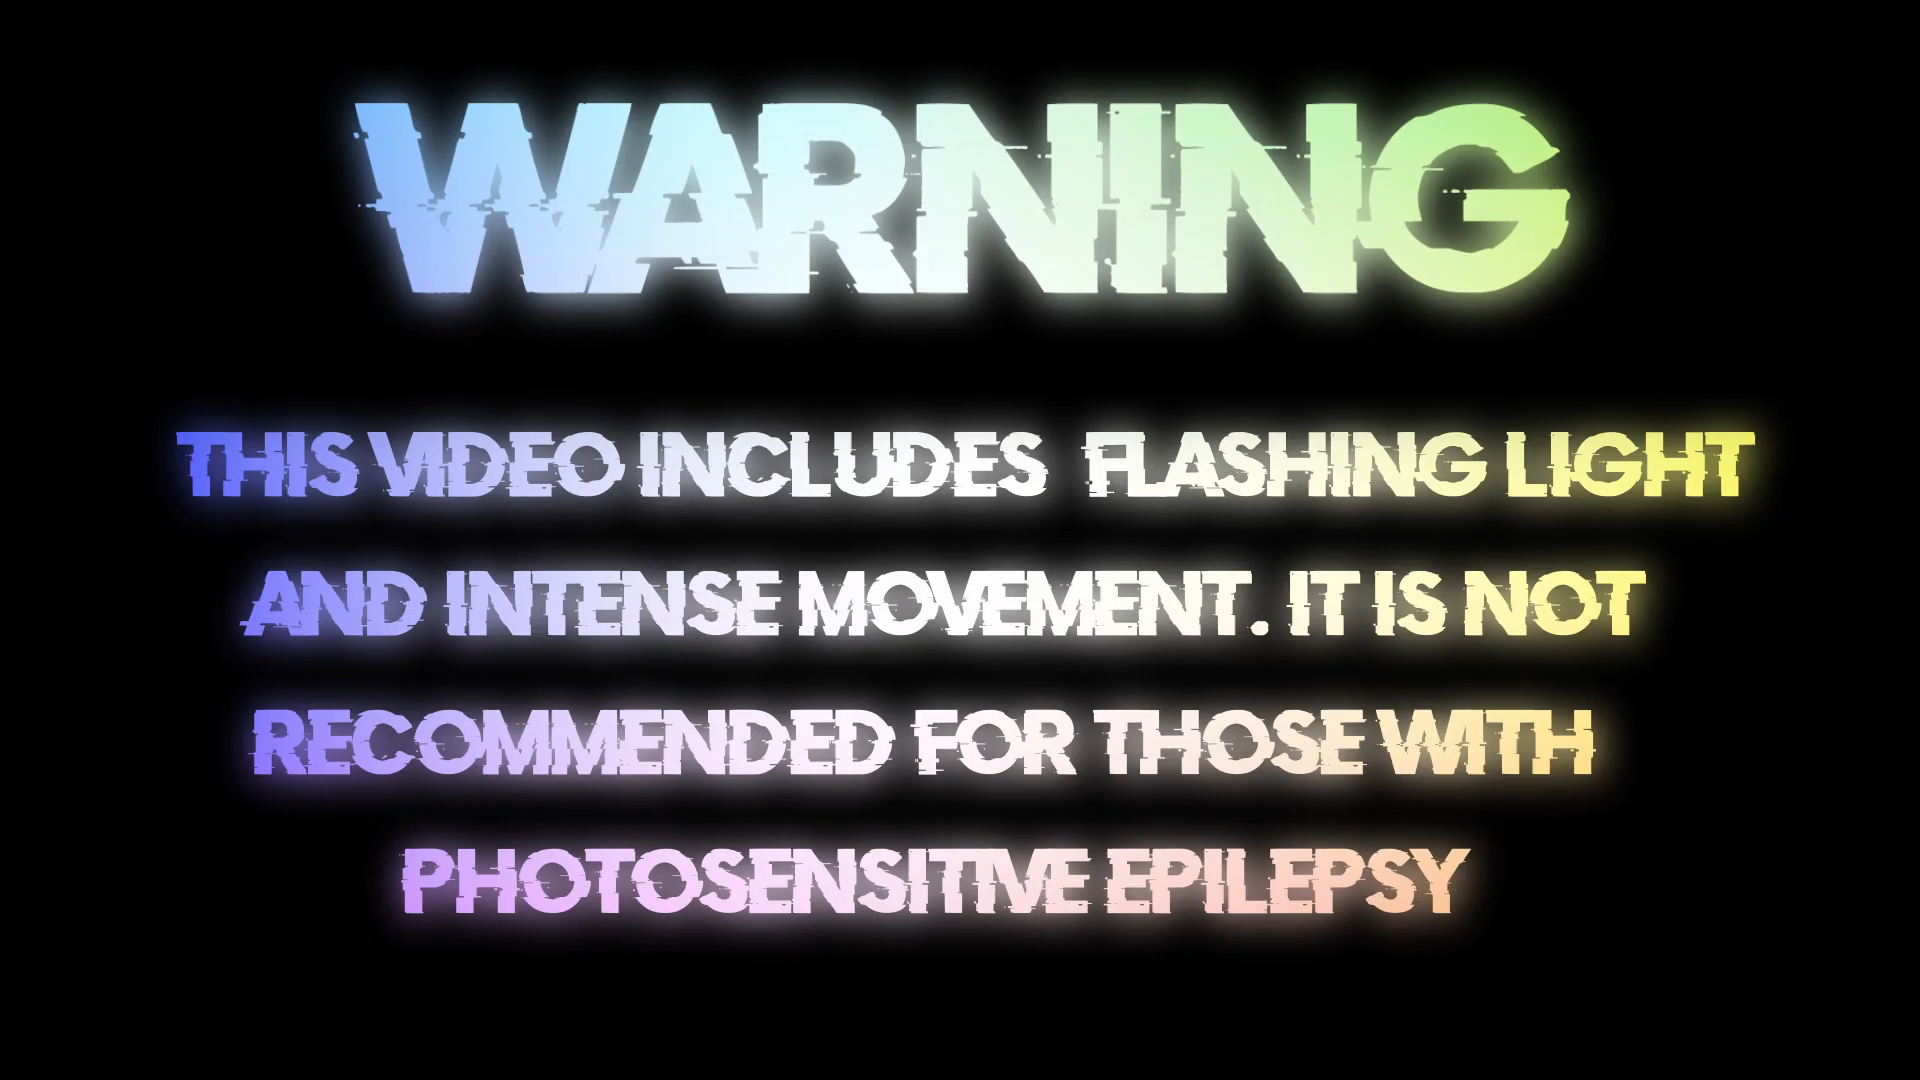 WARNING
THIS VIDEO INCLUDES FLASHING LIGHT
AND INTENSE MOVEMENT. IT IS NOT
RECOMMENDED FOR THOSE WITH
PHOTOSENSITIVE EPILEPSY